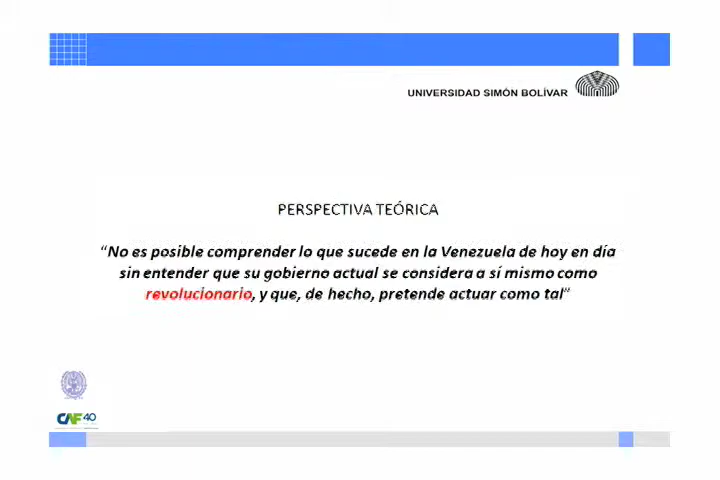 UNIVERSIDAD SIMÓN BOLÍVAR
PERSPECTIVA TEÓRICA
“No es posible comprender lo que sucede en la Venezuela de hoy en día
sin entender que su gobierno actual se considera a sí mismo como
revolucionario, y que, de hecho, pretende actuar como tal”
CAF 40